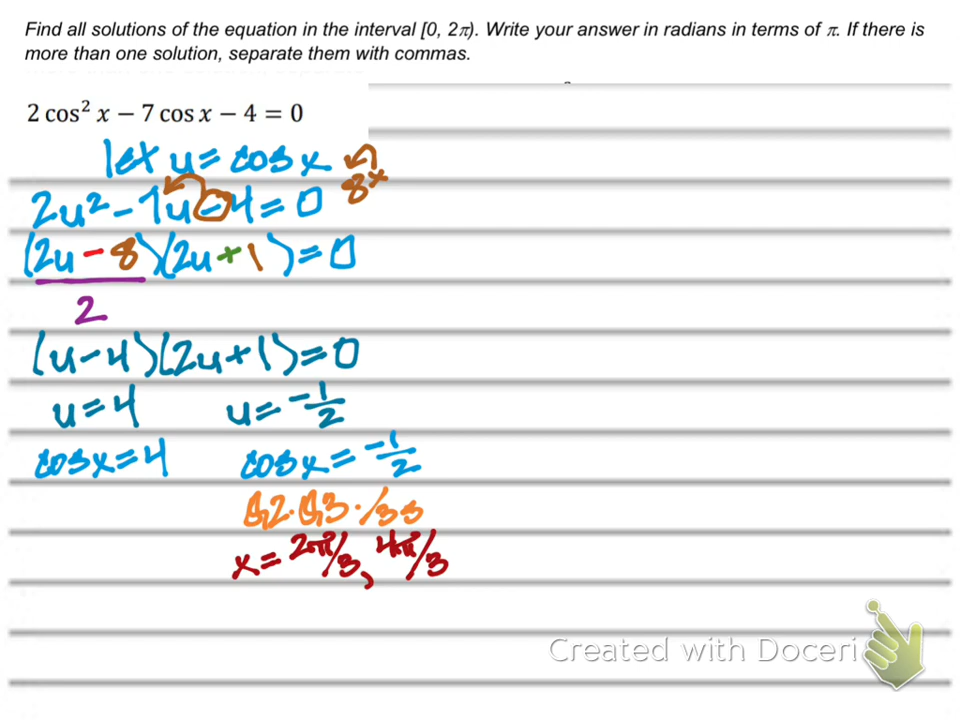 Find all solutions of the equation in the interval [0, 2π). Write your answer in radians in terms of π. If there is
more than one solution, separate them with commas.
2 cos² x − 7 cos x − 4 = 0
let u = cos x
8x
2u² − 7u − 4 = 0
(2u − 8)(2u + 1) = 0
2
(u − 4)(2u + 1) = 0
u = 4 u = −1/2
cos x = 4 cos x = −1/2
x = 2π/3, 4π/3
Created with Doceri